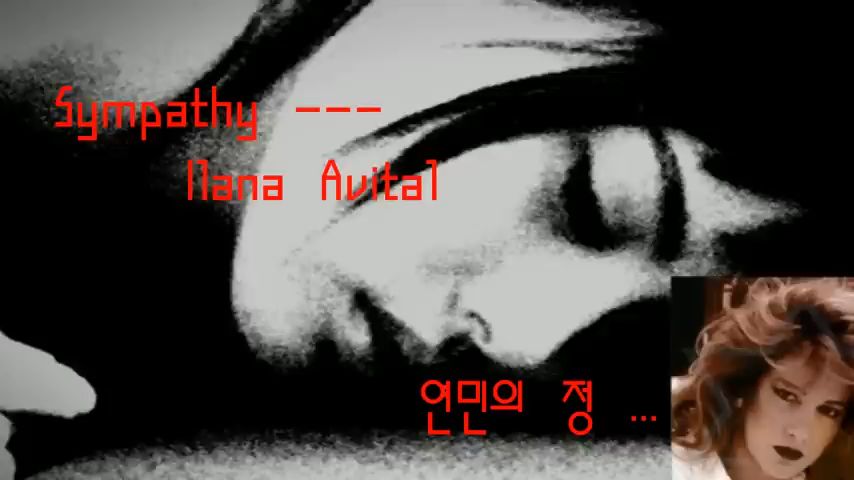 Sympathy ---
Ilana Avital
연민의 정 ...